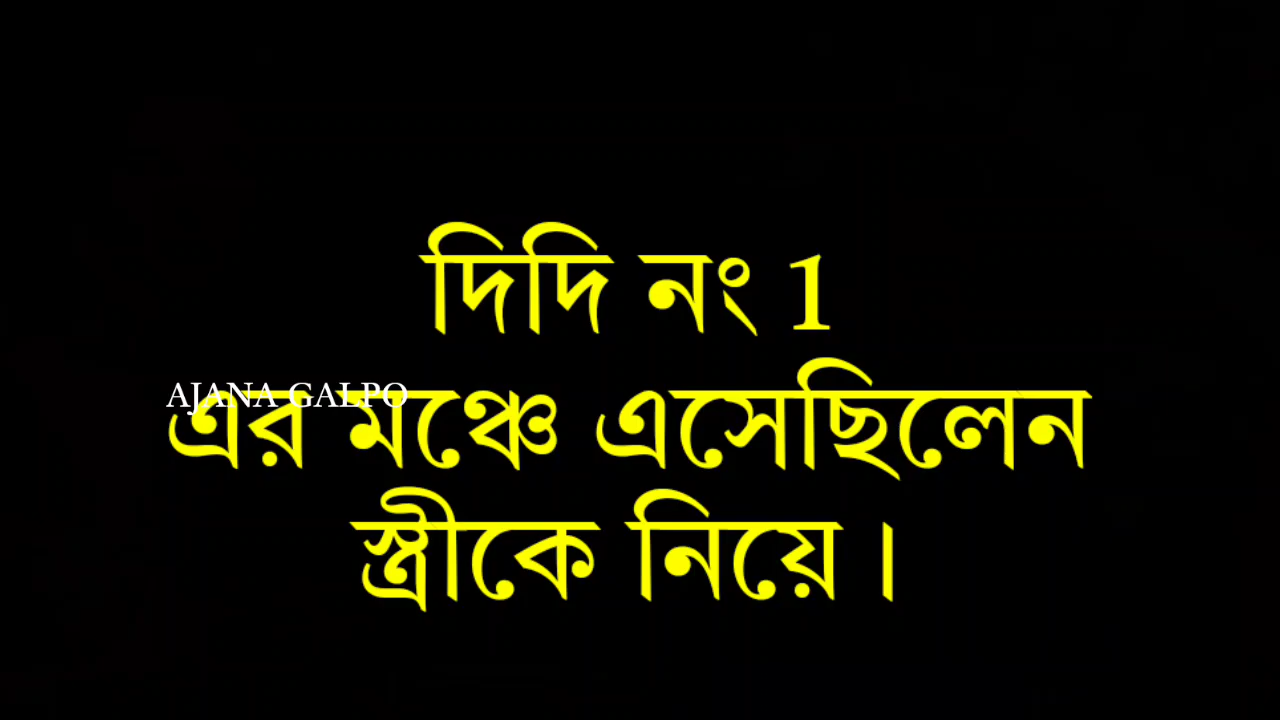 দিদি নং 1
AJANA GALPO
এর মঞ্চে এসেছিলেন
স্ত্রীকে নিয়ে।